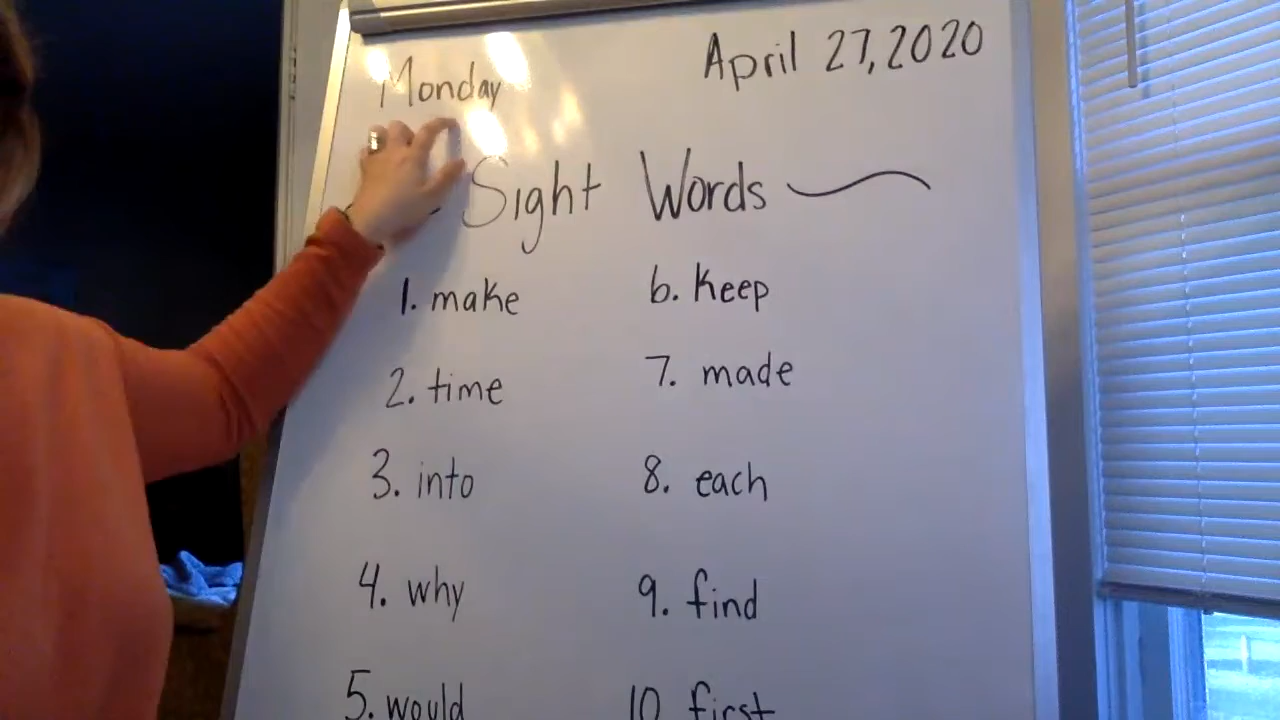 Monday April 27, 2020
Sight Words
1. make
2. time
3. into
4. why
5. would
6. keep
7. made
8. each
9. find
10 first